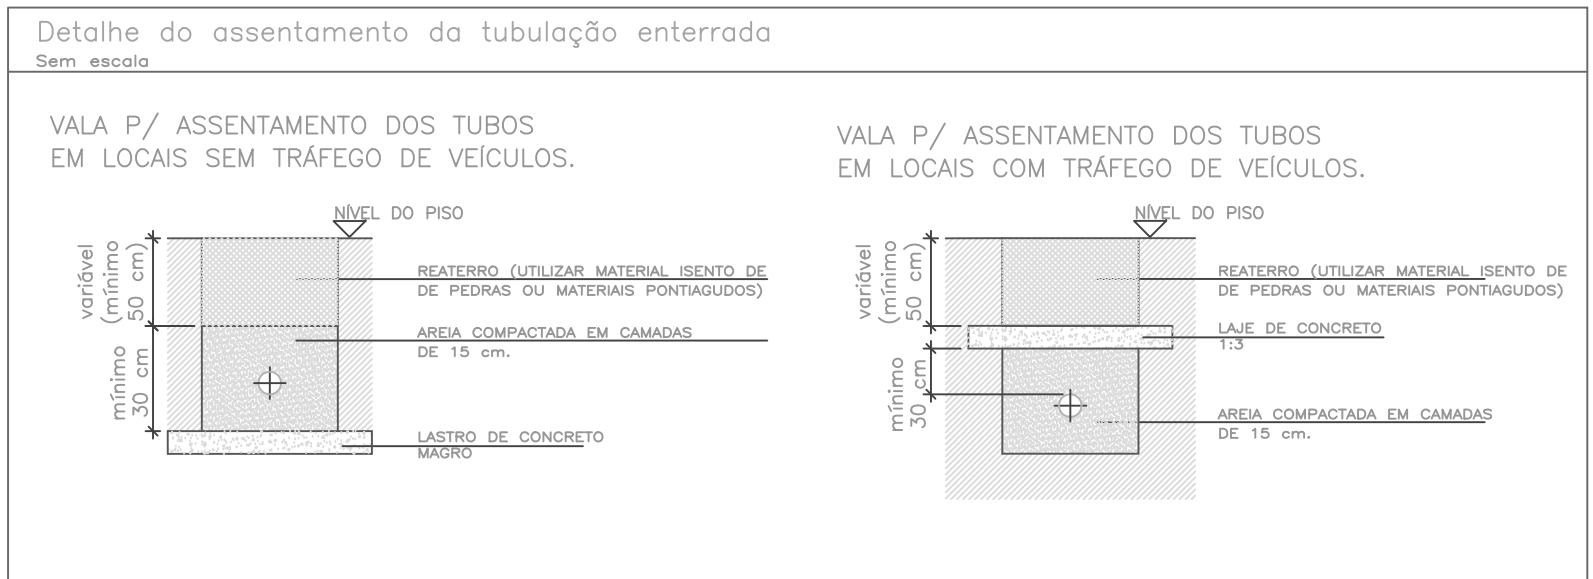 Detalhe do assentamento da tubulação enterrada
Sem escala
VALA P/ ASSENTAMENTO DOS TUBOS
EM LOCAIS SEM TRÁFEGO DE VEÍCULOS.
NÍVEL DO PISO
variável
(mínimo
50 cm)
REATERRO (UTILIZAR MATERIAL ISENTO DE
DE PEDRAS OU MATERIAIS PONTIAGUDOS)
AREIA COMPACTADA EM CAMADAS
DE 15 cm.
mínimo
30 cm
LASTRO DE CONCRETO
MAGRO
VALA P/ ASSENTAMENTO DOS TUBOS
EM LOCAIS COM TRÁFEGO DE VEÍCULOS.
NÍVEL DO PISO
variável
(mínimo
50 cm)
REATERRO (UTILIZAR MATERIAL ISENTO DE
DE PEDRAS OU MATERIAIS PONTIAGUDOS)
LAJE DE CONCRETO
1:3
mínimo
30 cm
AREIA COMPACTADA EM CAMADAS
DE 15 cm.